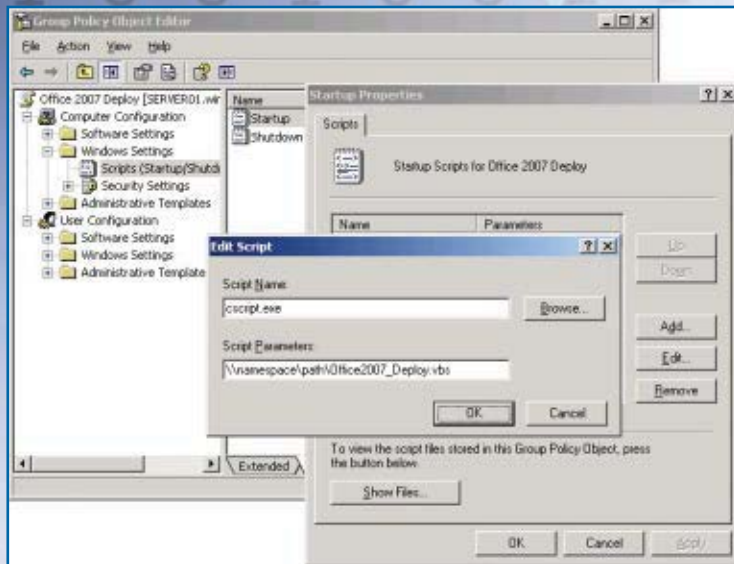 Group Policy Object Editor
File Action View Help
Office 2007 Deploy [SERVER01.wir
Computer Configuration
Software Settings
Windows Settings
Scripts (Startup/Shutd
Security Settings
Administrative Templates
User Configuration
Software Settings
Windows Settings
Administrative Template
Name
Startup
Shutdown
Extended
Startup Properties
Scripts
Startup Scripts for Office 2007 Deploy
Name Parameters
Up
Down
Add...
Edit...
Remove
Edit Script
Script Name:
cscript.exe
Browse...
Script Parameters:
\\namespace\path\Office2007_Deploy.vbs
OK Cancel
To view the script files stored in this Group Policy Object, press
the button below.
Show Files...
OK Cancel Apply